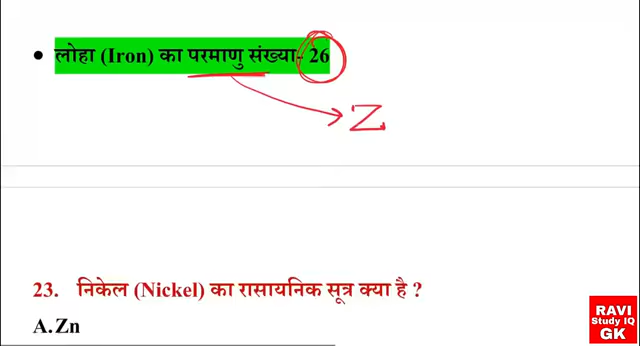 • लोहा (Iron) का परमाणु संख्या- 26
Z
23. निकेल (Nickel) का रासायनिक सूत्र क्या है ?
A.Zn
RAVI
Study IQ
GK